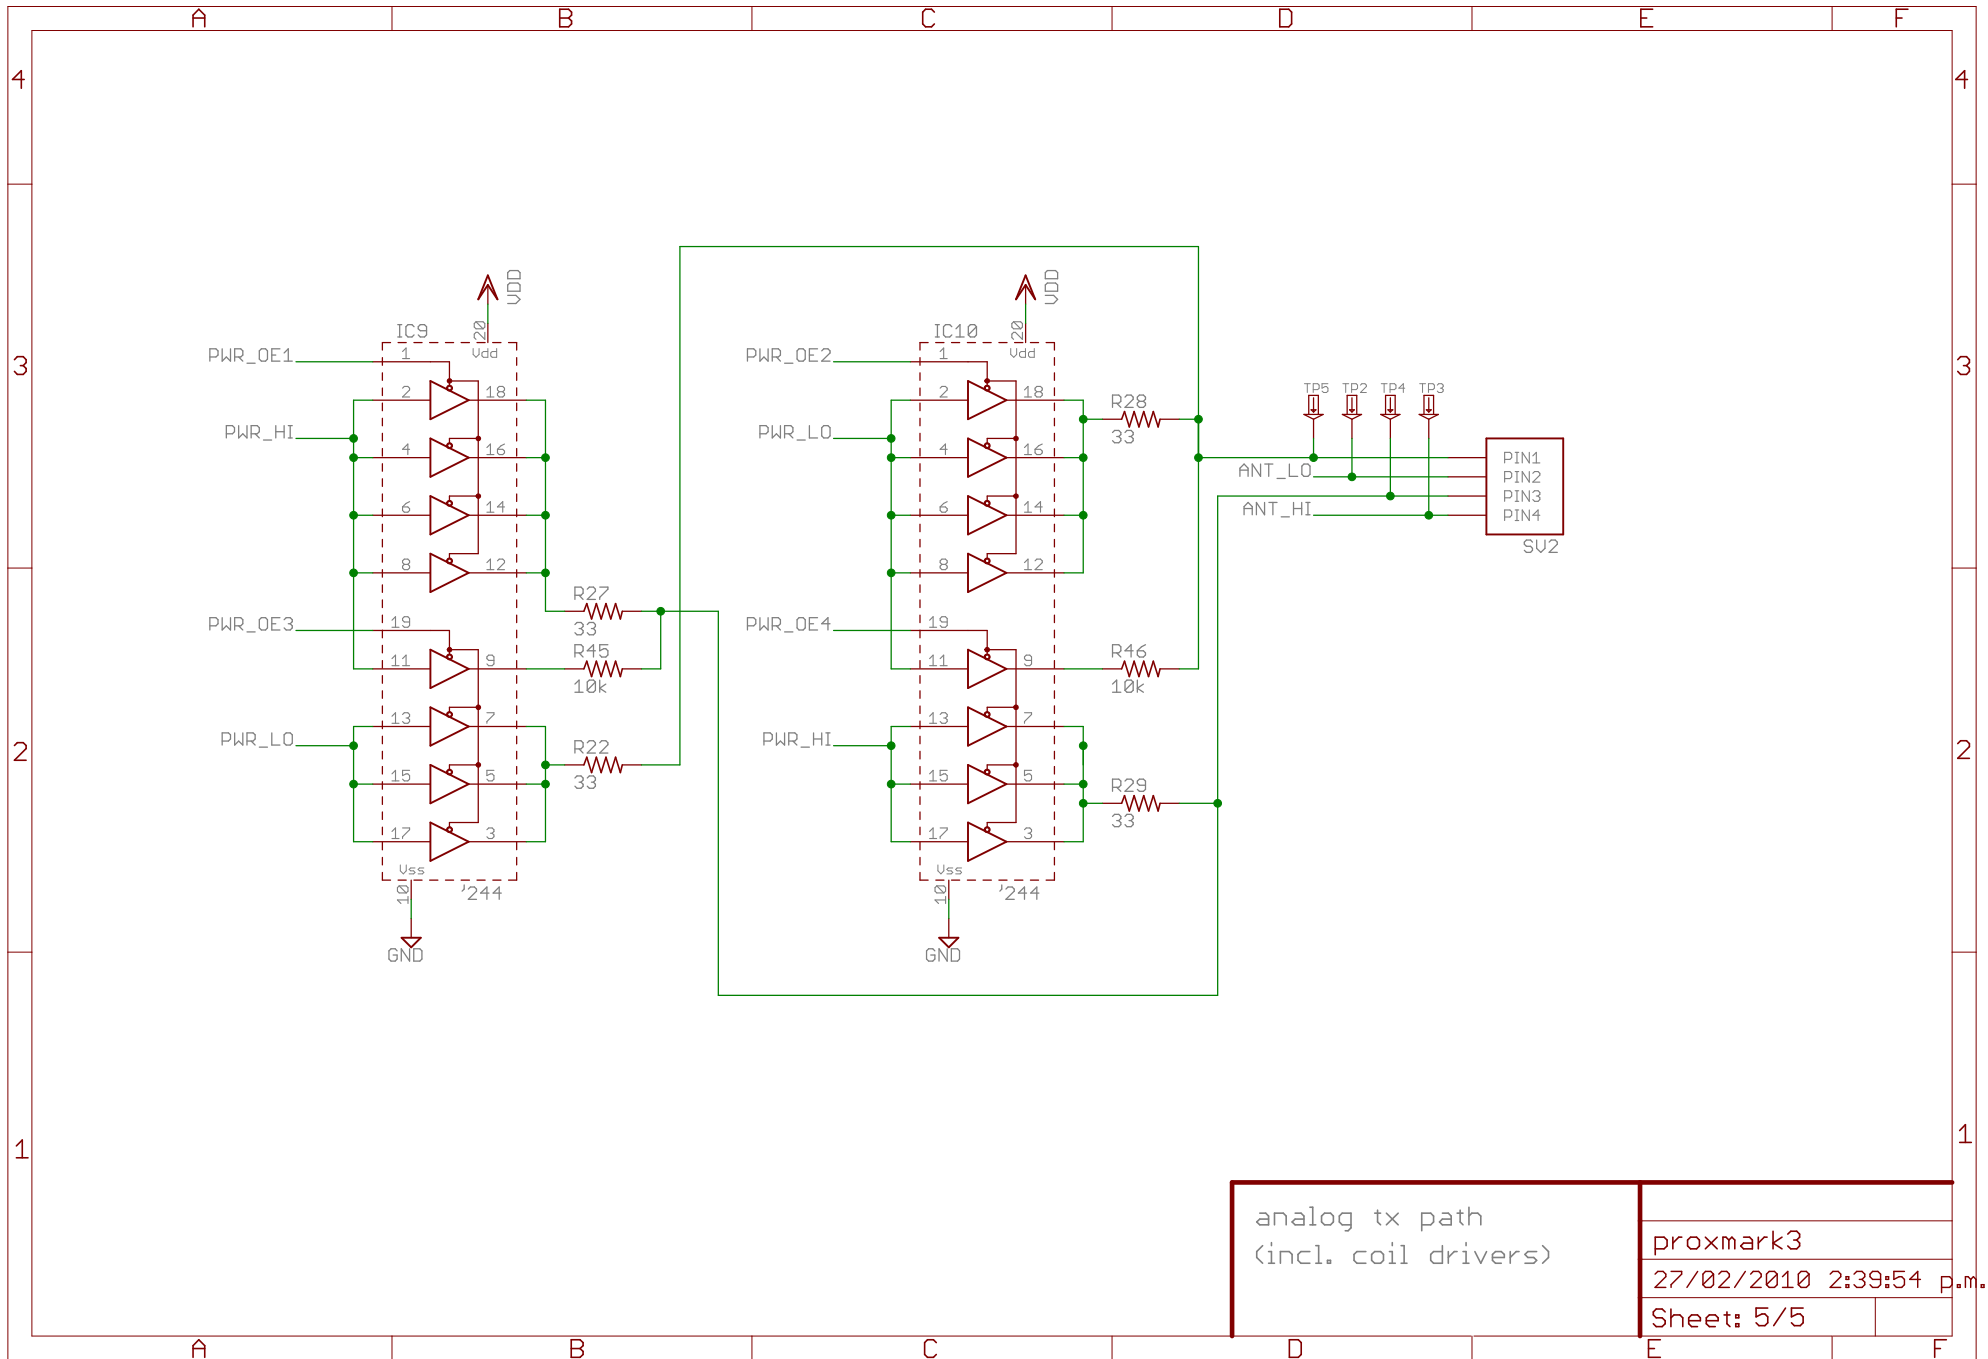 A B C D E F
4 4
VDD VDD
IC9 20 IC10 20
PWR_OE1 1 Vdd PWR_OE2 1 Vdd
3 3
2 18 2 18 R28 TP5 TP2 TP4 TP3
PWR_HI PWR_LO 33
4 16 4 16 PIN1
ANT_LO PIN2
6 14 6 14 PIN3
ANT_HI PIN4
SV2
8 12 8 12
R27
PWR_OE3 19 33 PWR_OE4 19
11 9 R45 11 9 R46
10k 10k
13 7 13 7
PWR_LO R22 PWR_HI
2 2
15 5 33 15 5 R29
33
17 3 17 3
Vss Vss
10 '244 10 '244
GND GND
1 1
analog tx path
(incl. coil drivers)
proxmark3
27/02/2010 2:39:54 p.m.
Sheet: 5/5
A B C D E F